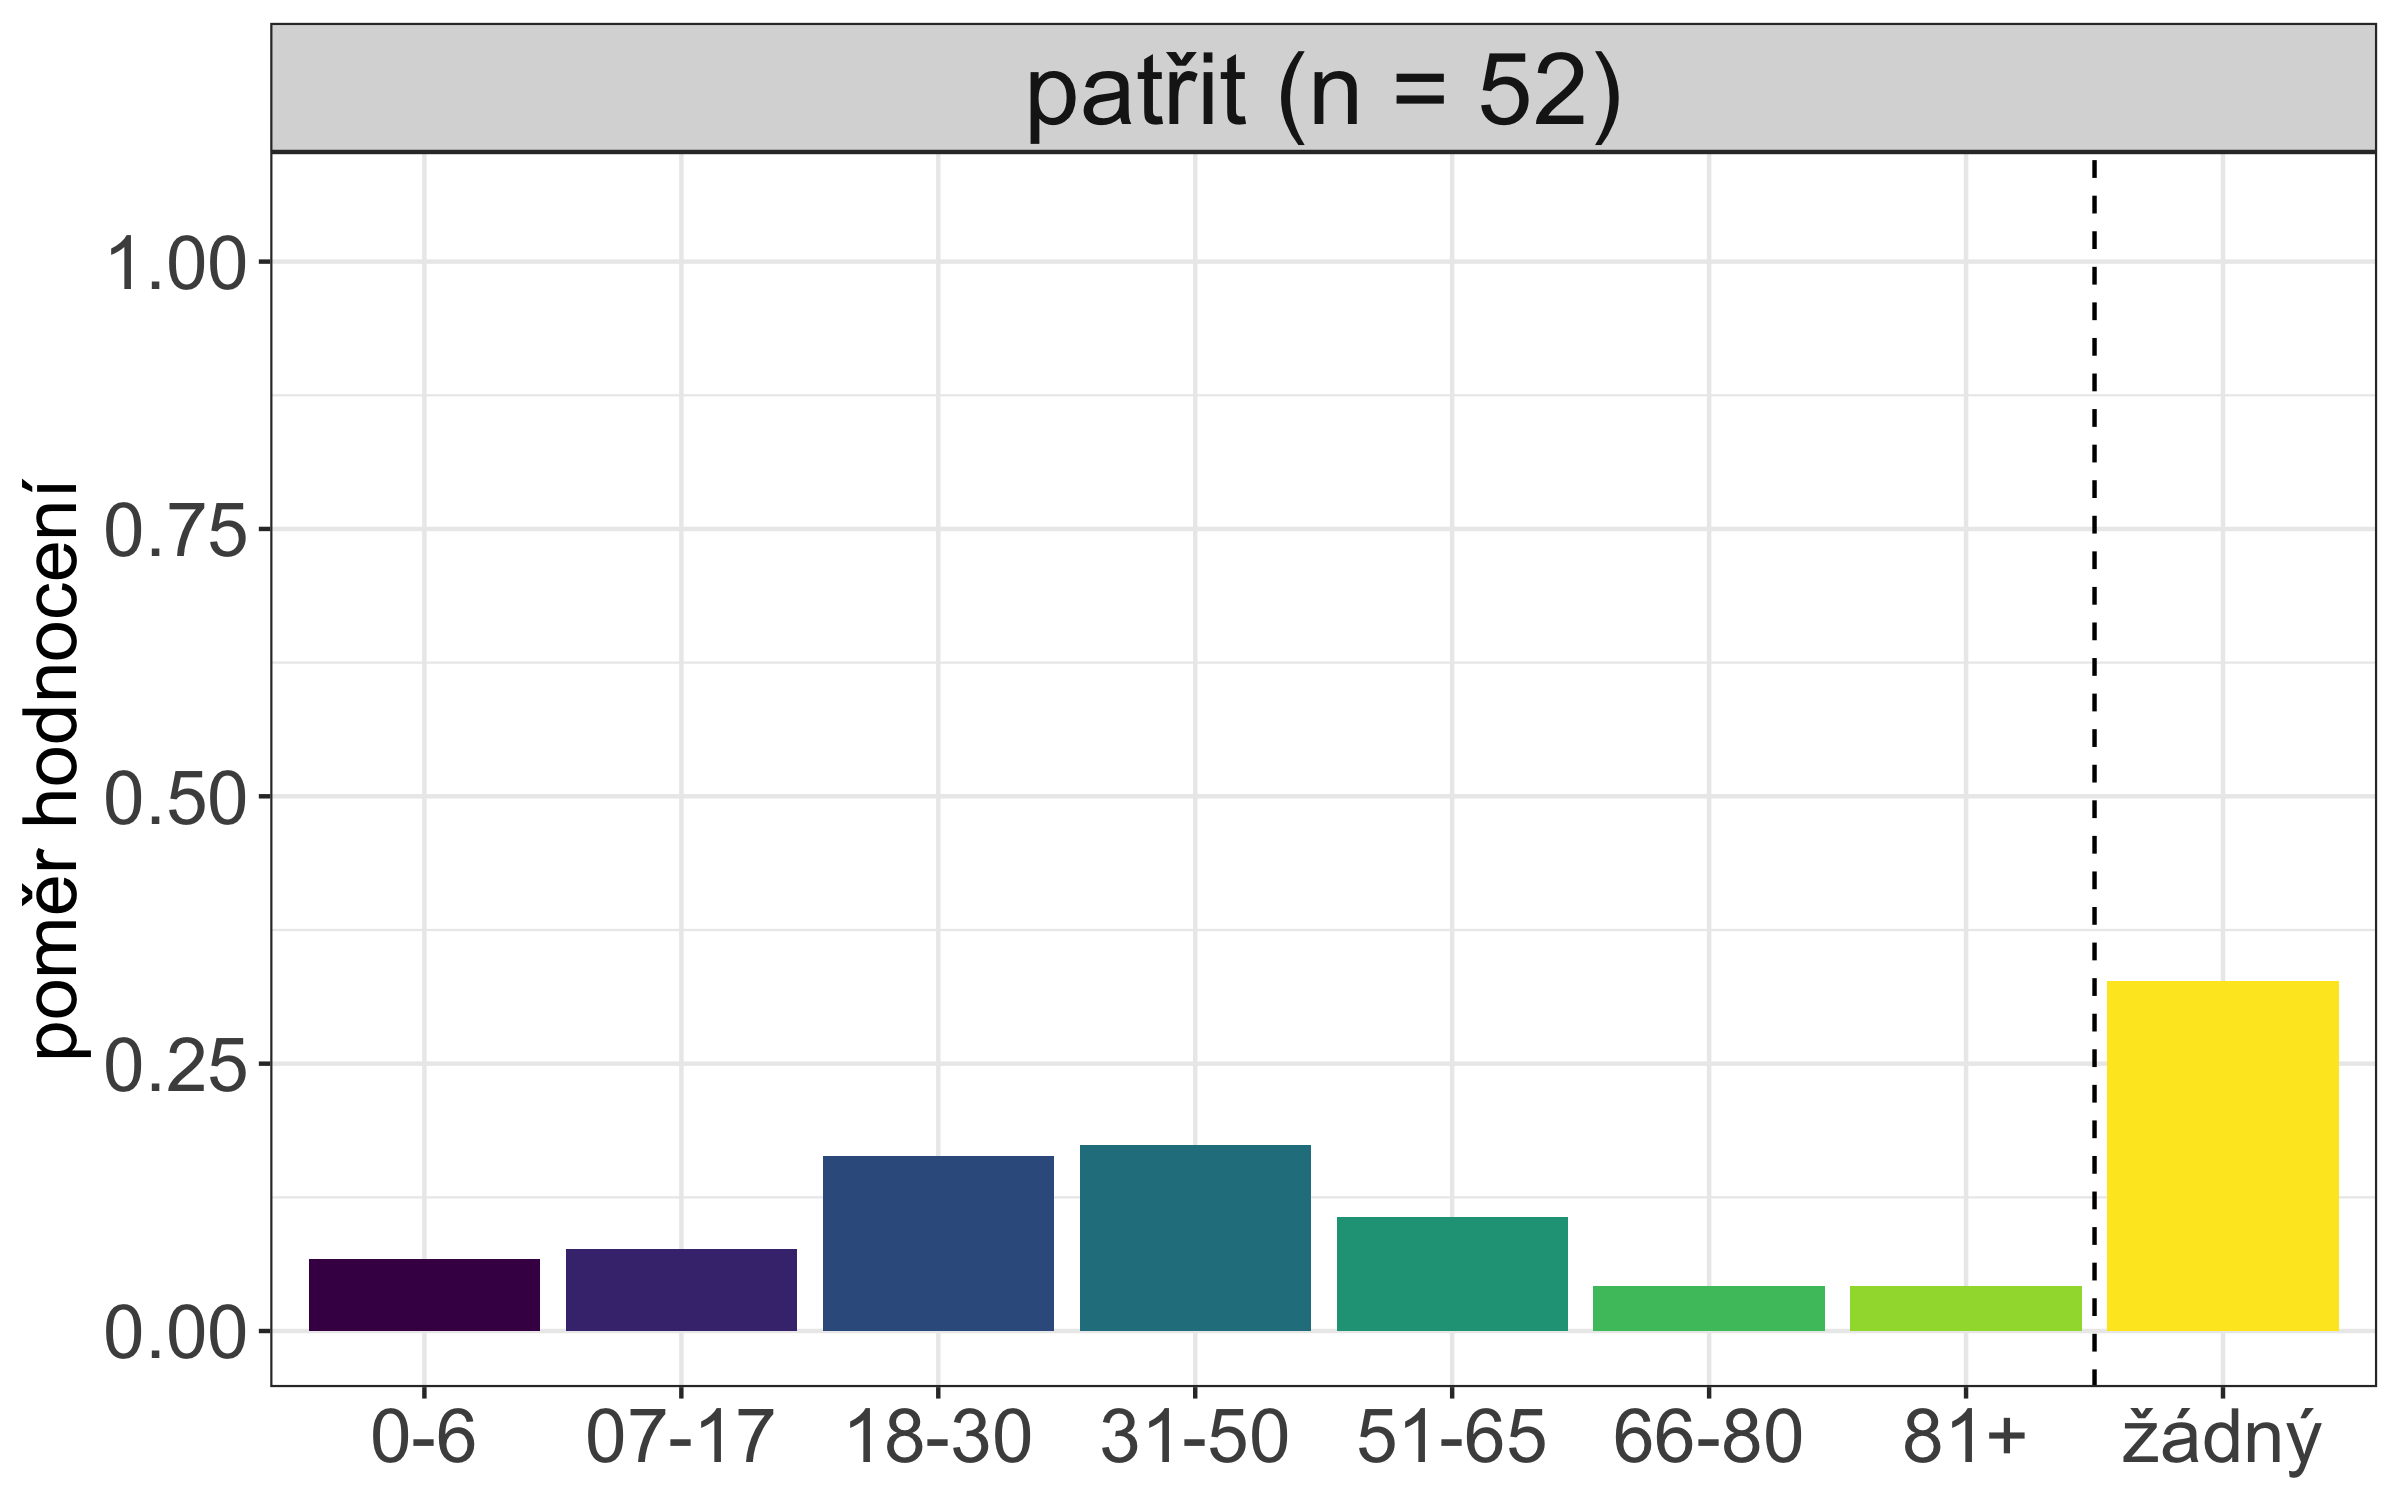 patřit (n = 52)
poměr hodnocení
1.00
0.75
0.50
0.25
0.00
0-6 07-17 18-30 31-50 51-65 66-80 81+ žádný